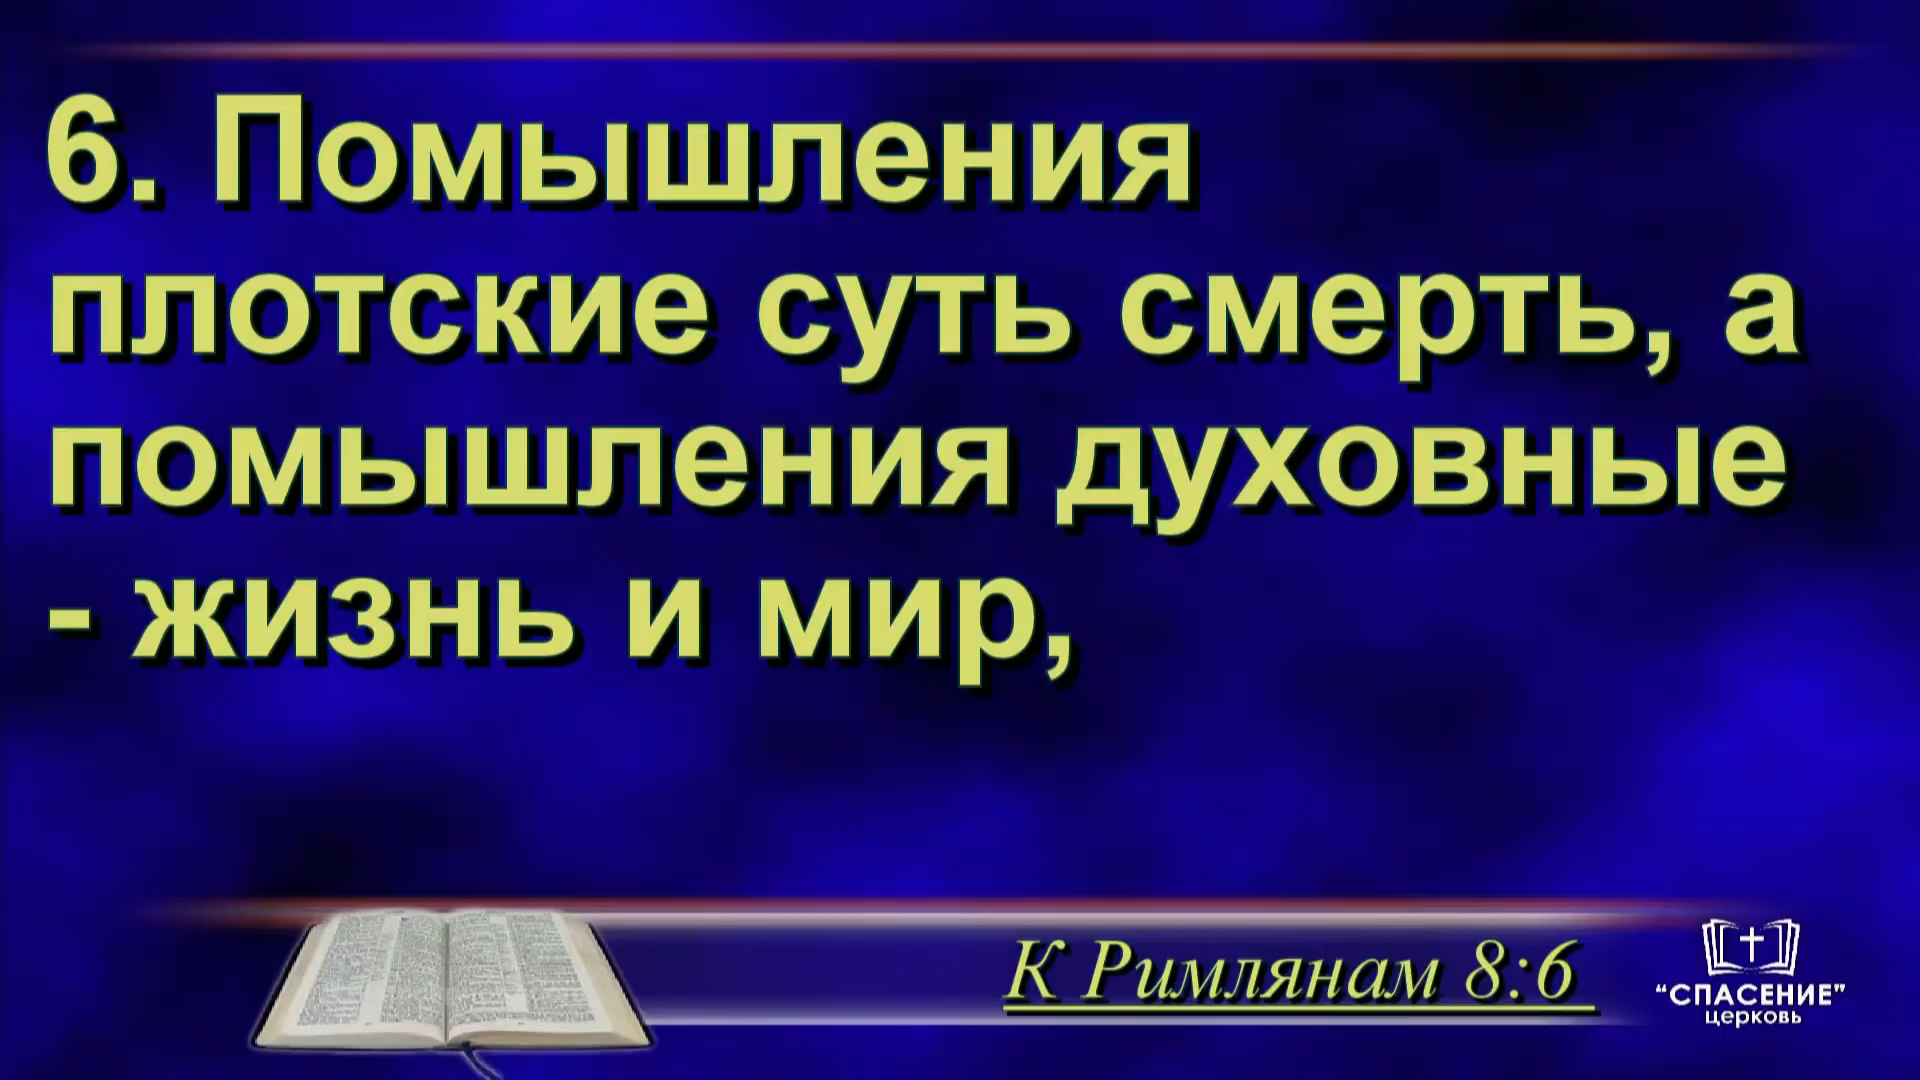 6. Помышления
плотские суть смерть, а
помышления духовные
- жизнь и мир,
К Римлянам 8:6
“СПАСЕНИЕ”
церковь